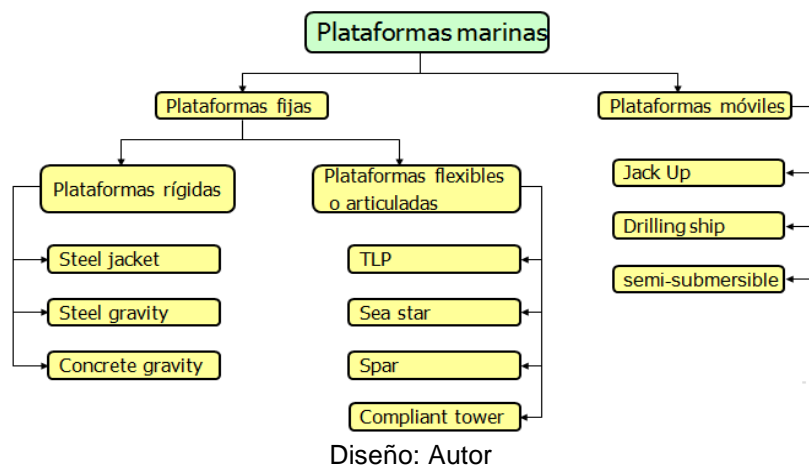 Plataformas marinas
Plataformas fijas
Plataformas móviles
Plataformas rígidas
Plataformas flexibles
o articuladas
Jack Up
Drilling ship
semi-submersible
Steel jacket
TLP
Steel gravity
Sea star
Concrete gravity
Spar
Compliant tower
Diseño: Autor